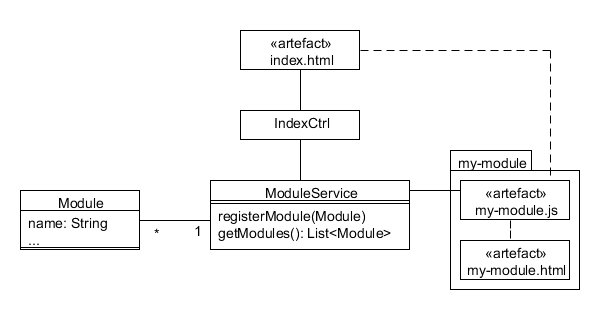 «artefact»
index.html
IndexCtrl
my-module
Module
name: String
...
*
1
ModuleService
registerModule(Module)
getModules(): List<Module>
«artefact»
my-module.js
«artefact»
my-module.html